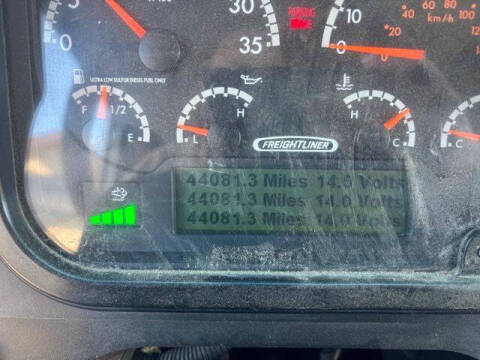 5 30 35
PARKING
10 0
40 60 80 100
km/h
20 0
ULTRA LOW SULFUR DIESEL FUEL ONLY
F 1/2 E
L H
H C
FREIGHTLINER
44081.3 Miles 14.0 Volts
44081.3 Miles 14.0 Volts
44081.3 Miles 14.0 Volts